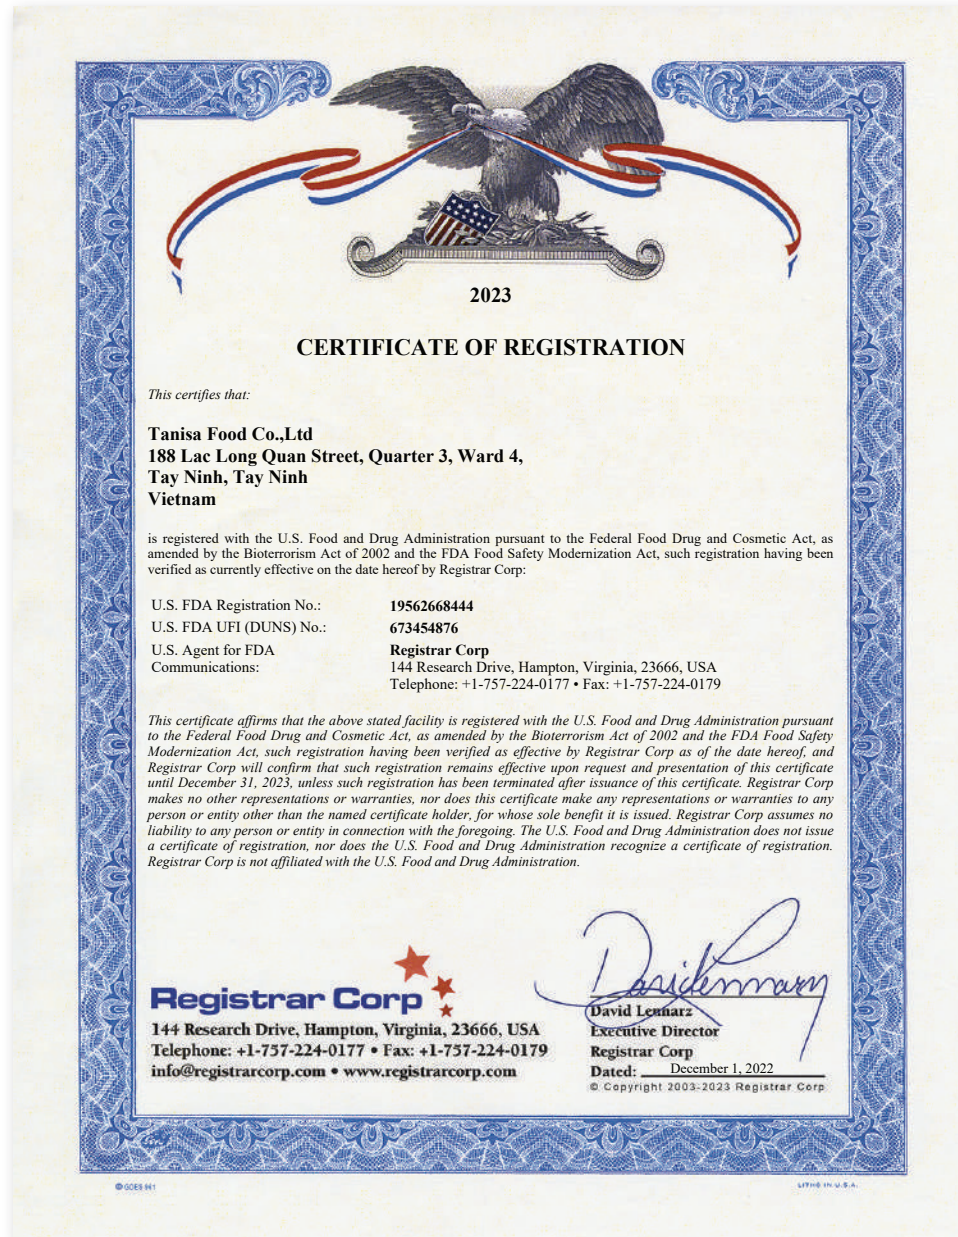 2023
CERTIFICATE OF REGISTRATION
This certifies that:
Tanisa Food Co.,Ltd
188 Lac Long Quan Street, Quarter 3, Ward 4,
Tay Ninh, Tay Ninh
Vietnam
is registered with the U.S. Food and Drug Administration pursuant to the Federal Food Drug and Cosmetic Act, as
amended by the Bioterrorism Act of 2002 and the FDA Food Safety Modernization Act, such registration having been
verified as currently effective on the date hereof by Registrar Corp:
U.S. FDA Registration No.: 19562668444
U.S. FDA UFI (DUNS) No.: 673454876
U.S. Agent for FDA Registrar Corp
Communications: 144 Research Drive, Hampton, Virginia, 23666, USA
Telephone: +1-757-224-0177 • Fax: +1-757-224-0179
This certificate affirms that the above stated facility is registered with the U.S. Food and Drug Administration pursuant
to the Federal Food Drug and Cosmetic Act, as amended by the Bioterrorism Act of 2002 and the FDA Food Safety
Modernization Act, such registration having been verified as effective by Registrar Corp as of the date hereof, and
Registrar Corp will confirm that such registration remains effective upon request and presentation of this certificate
until December 31, 2023, unless such registration has been terminated after issuance of this certificate. Registrar Corp
makes no other representations or warranties, nor does this certificate make any representations or warranties to any
person or entity other than the named certificate holder, for whose sole benefit it is issued. Registrar Corp assumes no
liability to any person or entity in connection with the foregoing. The U.S. Food and Drug Administration does not issue
a certificate of registration, nor does the U.S. Food and Drug Administration recognize a certificate of registration.
Registrar Corp is not affiliated with the U.S. Food and Drug Administration.
Registrar Corp
144 Research Drive, Hampton, Virginia, 23666, USA
Telephone: +1-757-224-0177 • Fax: +1-757-224-0179
info@registrarcorp.com • www.registrarcorp.com
David Lennarz
Executive Director
Registrar Corp
Dated: December 1, 2022
© Copyright 2003-2023 Registrar Corp
LITHO IN U.S.A.